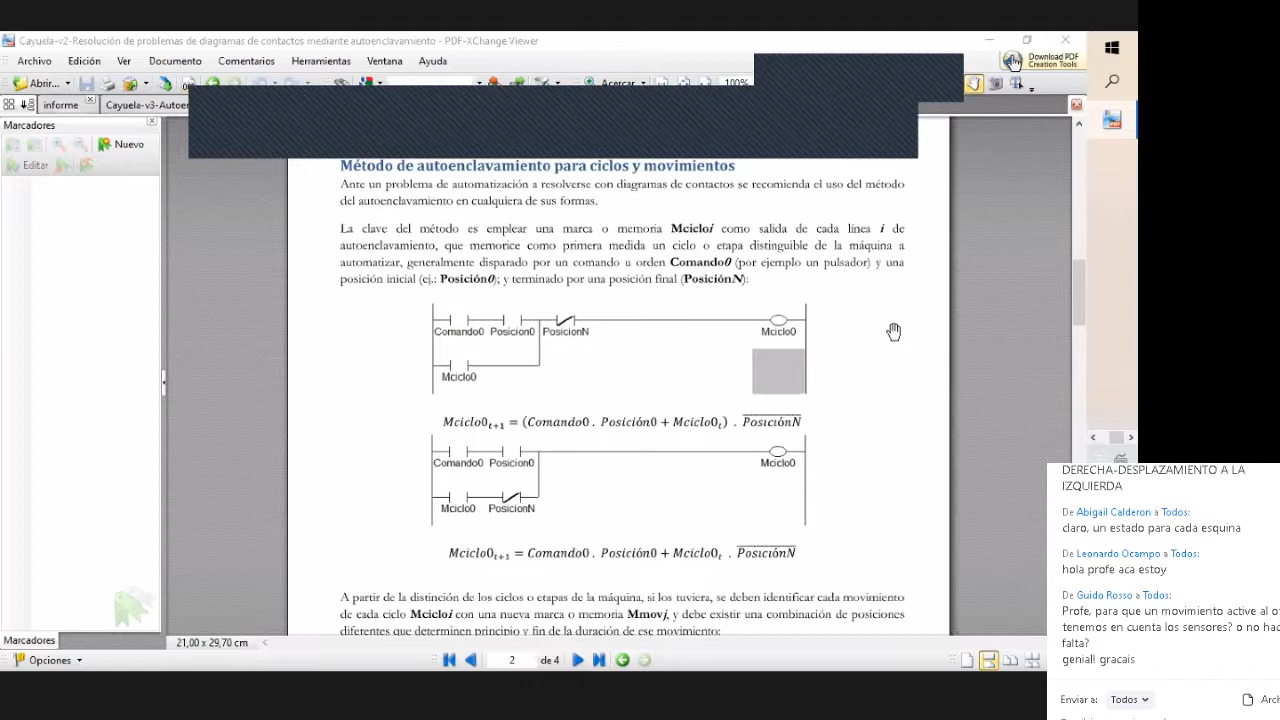 Cayuela-v2-Resolución de problemas de diagramas de contactos mediante autoenclavamiento - PDF-XChange Viewer
Archivo Edición Ver Documento Comentarios Herramientas Ventana Ayuda
Download PDF
Creation Tools
Abrir... Acercar 100%
informe Cayuela-v3-Autoen
Marcadores
Nuevo
Editar
Método de autoenclavamiento para ciclos y movimientos
Ante un problema de automatización a resolverse con diagramas de contactos se recomienda el uso del método
del autoenclavamiento en cualquiera de sus formas.
La clave del método es emplear una marca o memoria Mcicloi como salida de cada línea i de
autoenclavamiento, que memorice como primera medida un ciclo o etapa distinguible de la máquina a
automatizar, generalmente disparado por un comando u orden Comando0 (por ejemplo un pulsador) y una
posición inicial (ej.: Posición0); y terminado por una posición final (PosiciónN):
Comando0 Posicion0 PosicionN Mciclo0
Mciclo0
Mciclo0t+1 = (Comando0 . Posición0 + Mciclo0t) . PosiciónN
Comando0 Posicion0 Mciclo0
Mciclo0 PosicionN
Mciclo0t+1 = Comando0 . Posición0 + Mciclo0t . PosiciónN
A partir de la distinción de los ciclos o etapas de la máquina, si los tuviera, se deben identificar cada movimiento
de cada ciclo Mcicloi con una nueva marca o memoria Mmovj, y debe existir una combinación de posiciones
diferentes que determinen principio y fin de la duración de ese movimiento:
Marcadores
21,00 x 29,70 cm
Opciones 2 de 4
DERECHA-DESPLAZAMIENTO A LA
IZQUIERDA
De Abigail Calderon a Todos:
claro, un estado para cada esquina
De Leonardo Ocampo a Todos:
hola profe aca estoy
De Guido Rosso a Todos:
Profe, para que un movimiento active al o
tenemos en cuenta los sensores? o no hac
falta?
genial! gracais
Enviar a: Todos Arch